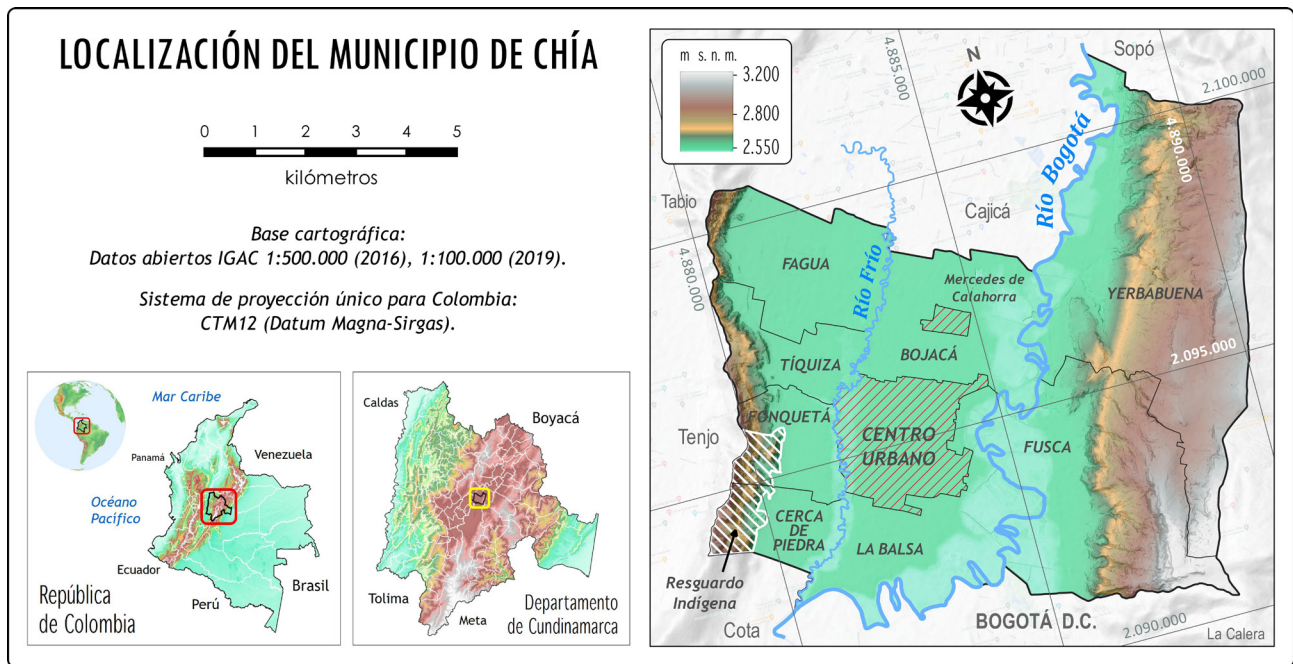 LOCALIZACIÓN DEL MUNICIPIO DE CHÍA
0 1 2 3 4 5
kilómetros
Base cartográfica:
Datos abiertos IGAC 1:500.000 (2016), 1:100.000 (2019).
Sistema de proyección único para Colombia:
CTM12 (Datum Magna-Sirgas).
Mar Caribe
Panamá
Venezuela
Océano
Pacífico
Ecuador
Perú
Brasil
República
de Colombia
Caldas
Boyacá
Tolima
Meta
Departamento
de Cundinamarca
m s. n. m.
3.200
2.800
2.550
N
4.885.000
Sopó
2.100.000
4.890.000
Río Bogotá
Tabio
Cajicá
4.880.000
FAGUA
Río Frío
Mercedes de
Calahorra
YERBABUENA
2.095.000
TÍQUIZA
BOJACÁ
Tenjo
FONQUETÁ
CENTRO
URBANO
FUSCA
CERCA
DE
PIEDRA
LA BALSA
Resguardo
Indígena
Cota
BOGOTÁ D.C.
2.090.000
La Calera